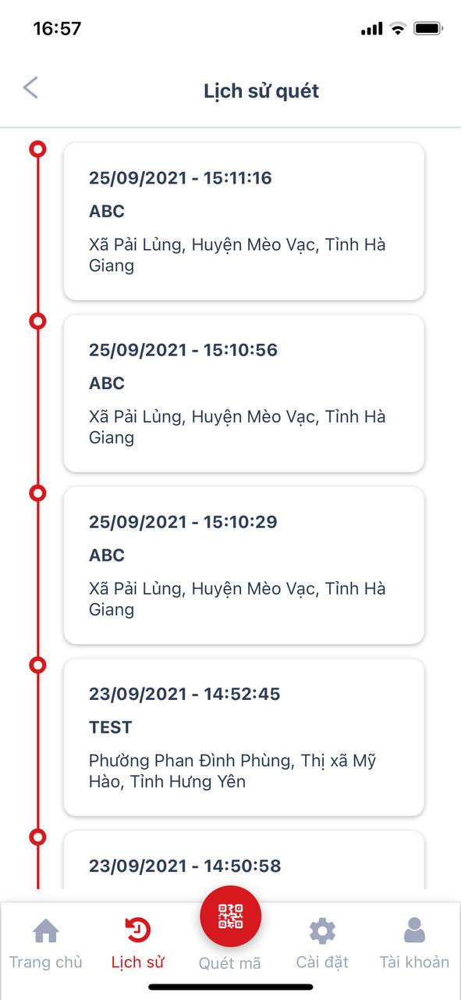 16:57
Lịch sử quét
25/09/2021 - 15:11:16
ABC
Xã Pải Lủng, Huyện Mèo Vạc, Tỉnh Hà
Giang
25/09/2021 - 15:10:56
ABC
Xã Pải Lủng, Huyện Mèo Vạc, Tỉnh Hà
Giang
25/09/2021 - 15:10:29
ABC
Xã Pải Lủng, Huyện Mèo Vạc, Tỉnh Hà
Giang
23/09/2021 - 14:52:45
TEST
Phường Phan Đình Phùng, Thị xã Mỹ
Hào, Tỉnh Hưng Yên
23/09/2021 - 14:50:58
Trang chủ
Lịch sử
Quét mã
Cài đặt
Tài khoản